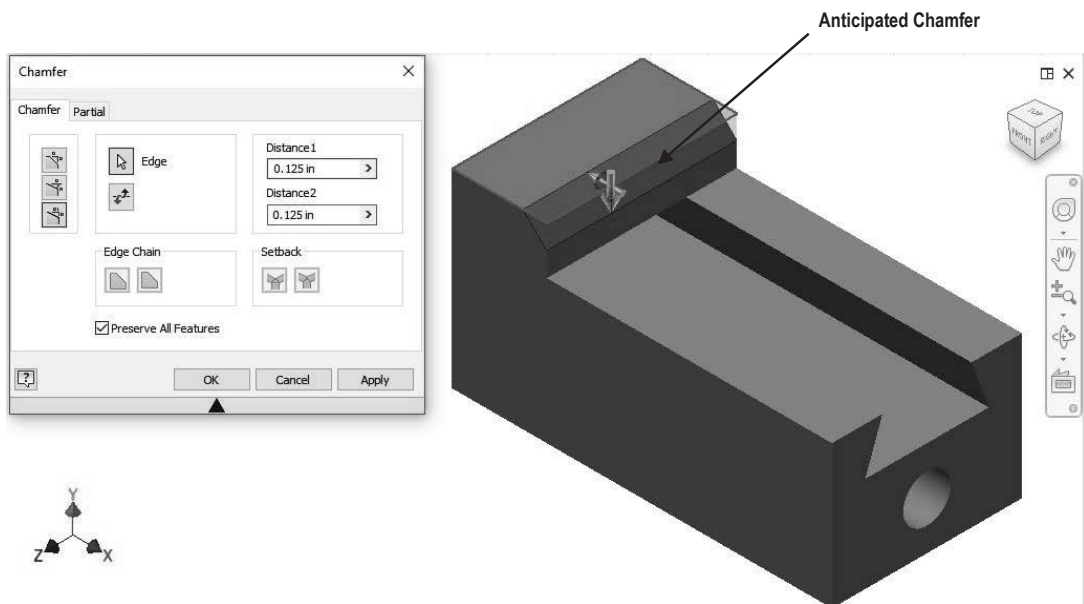 Anticipated Chamfer
Chamfer
Chamfer Partial
Edge
Distance1
0.125 in
Distance2
0.125 in
Edge Chain
Setback
Preserve All Features
OK Cancel Apply
TOP
FRONT
RIGHT
Y
Z
X